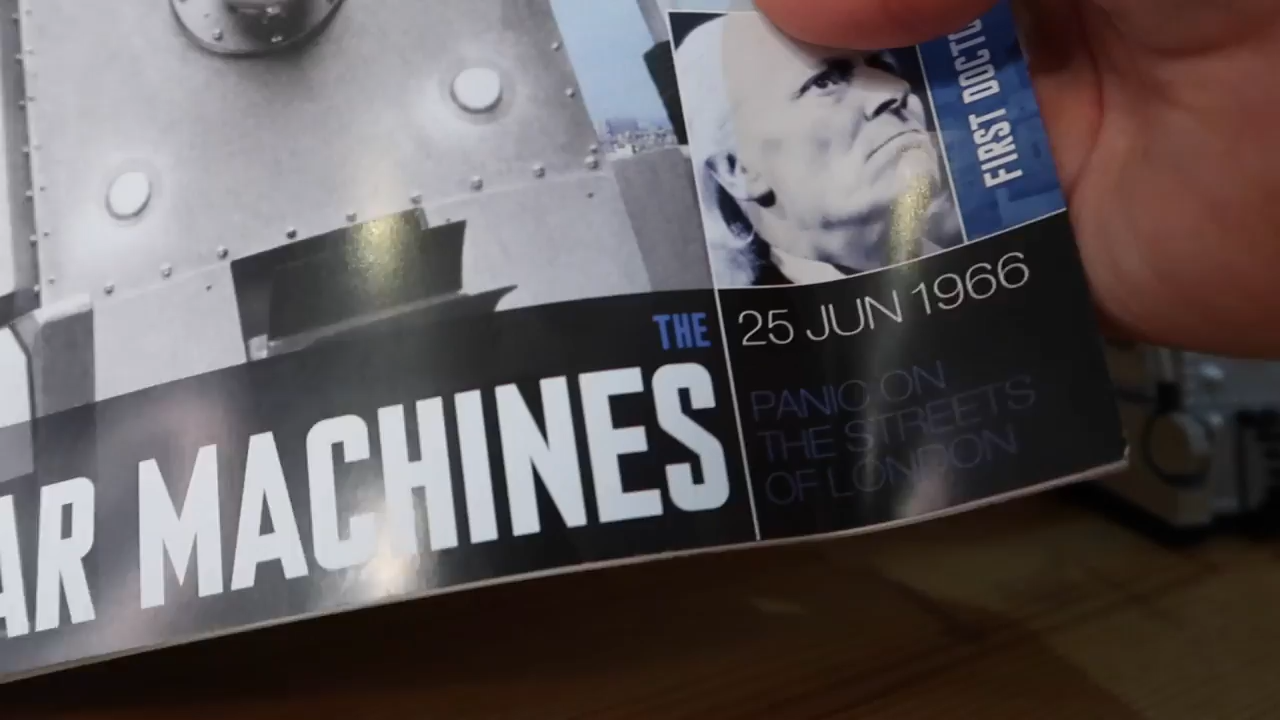 FIRST DOCTO
25 JUN 1966
THE
AR MACHINES
PANIC ON
THE STREETS
OF LONDON